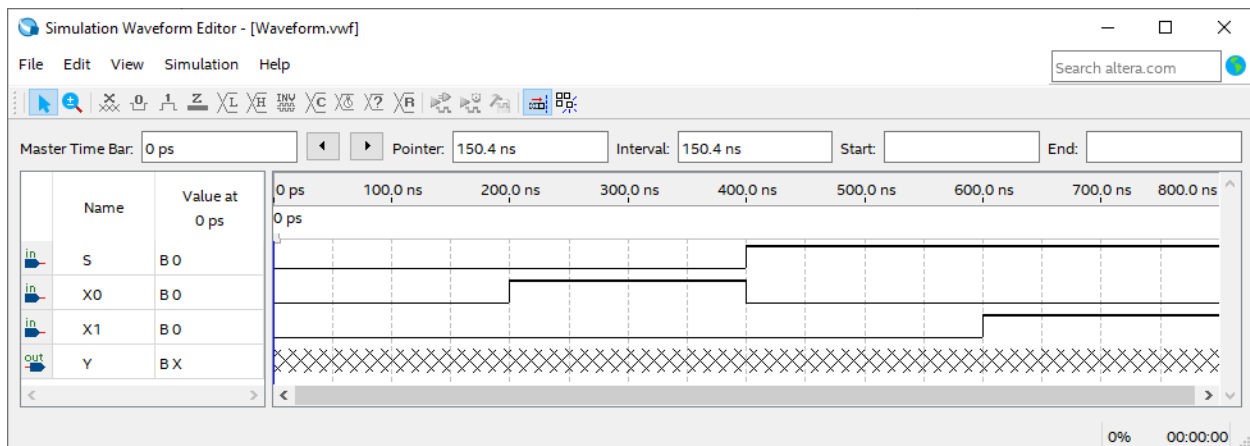 Simulation Waveform Editor - [Waveform.vwf]
File Edit View Simulation Help
Search altera.com
Master Time Bar: 0 ps Pointer: 150.4 ns Interval: 150.4 ns Start: End:
Name Value at 0 ps
0 ps 100.0 ns 200.0 ns 300.0 ns 400.0 ns 500.0 ns 600.0 ns 700.0 ns 800.0 ns
0 ps
in S B 0
in X0 B 0
in X1 B 0
out Y B X
0% 00:00:00